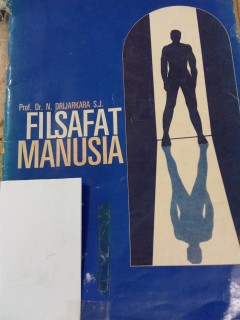 Prof. Dr. N. DRIJARKARA S.J.
FILSAFAT
MANUSIA